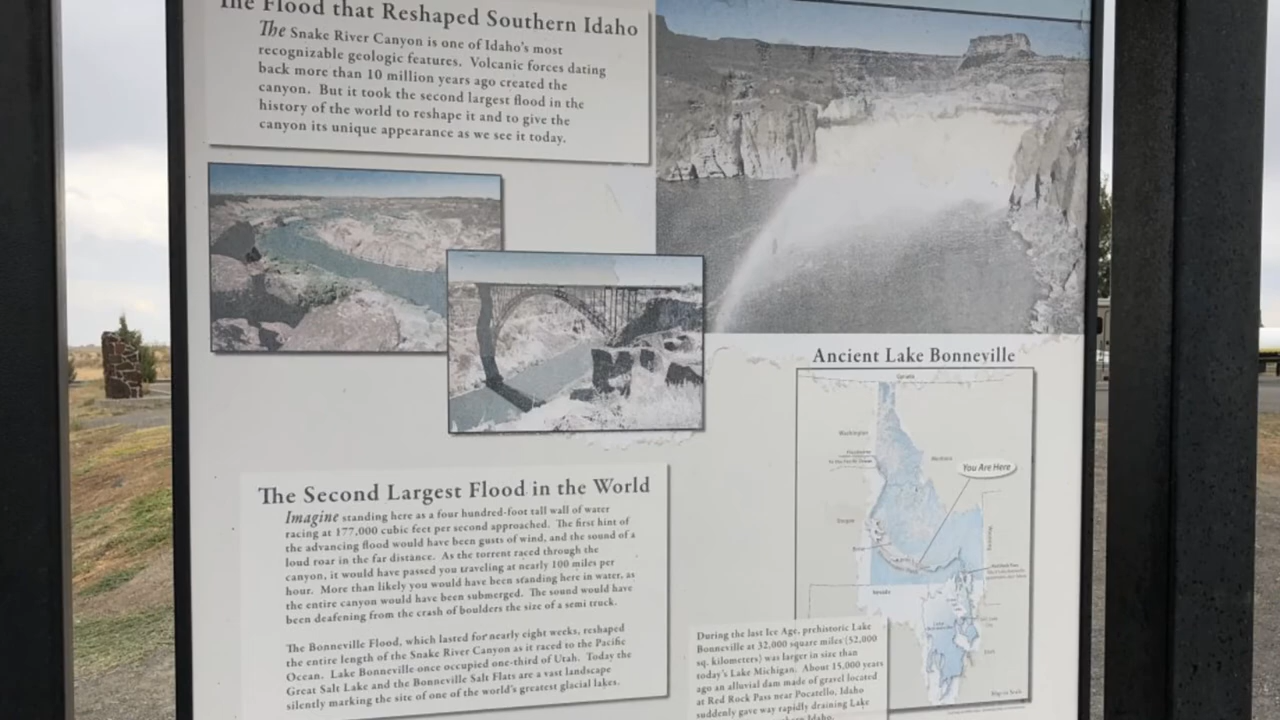 The Flood that Reshaped Southern Idaho
The Snake River Canyon is one of Idaho's most
recognizable geologic features. Volcanic forces dating
back more than 10 million years ago created the
canyon. But it took the second largest flood in the
history of the world to reshape it and to give the
canyon its unique appearance as we see it today.
Ancient Lake Bonneville
Canada
Washington
Montana
You Are Here
Oregon
Nevada
Utah
The Second Largest Flood in the World
Imagine standing here as a four hundred-foot tall wall of water
racing at 177,000 cubic feet per second approached. The first hint of
the advancing flood would have been gusts of wind, and the sound of a
loud roar in the far distance. As the torrent raced through the
canyon, it would have passed you traveling at nearly 100 miles per
hour. More than likely you would have been standing here in water, as
the entire canyon would have been submerged. The sound would have
been deafening from the crash of boulders the size of a semi truck.
The Bonneville Flood, which lasted for nearly eight weeks, reshaped
the entire length of the Snake River Canyon as it raced to the Pacific
Ocean. Lake Bonneville once occupied one-third of Utah. Today the
Great Salt Lake and the Bonneville Salt Flats are a vast landscape
silently marking the site of one of the world's greatest glacial lakes.
During the last Ice Age, prehistoric Lake
Bonneville at 32,000 square miles (52,000
sq. kilometers) was larger in size than
today's Lake Michigan. About 15,000 years
ago an alluvial dam made of gravel located
at Red Rock Pass near Pocatello, Idaho
suddenly gave way rapidly draining Lake
Idaho.